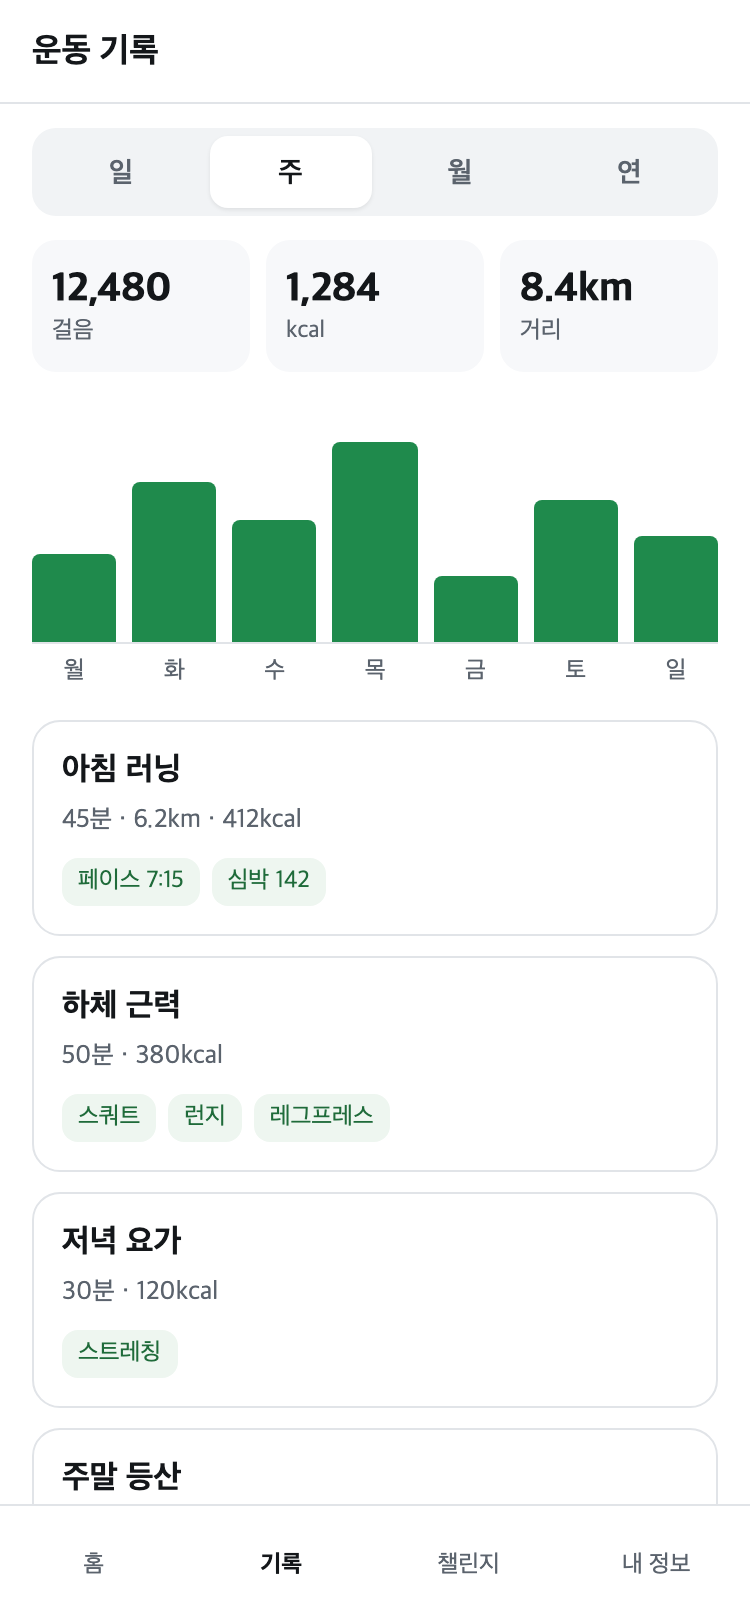 운동 기록
일 주 월 연
12,480 1,284 8.4km
걸음 kcal 거리
월 화 수 목 금 토 일
아침 러닝
45분 · 6.2km · 412kcal
페이스 7:15 심박 142
하체 근력
50분 · 380kcal
스쿼트 런지 레그프레스
저녁 요가
30분 · 120kcal
스트레칭
주말 등산
홈 기록 챌린지 내 정보